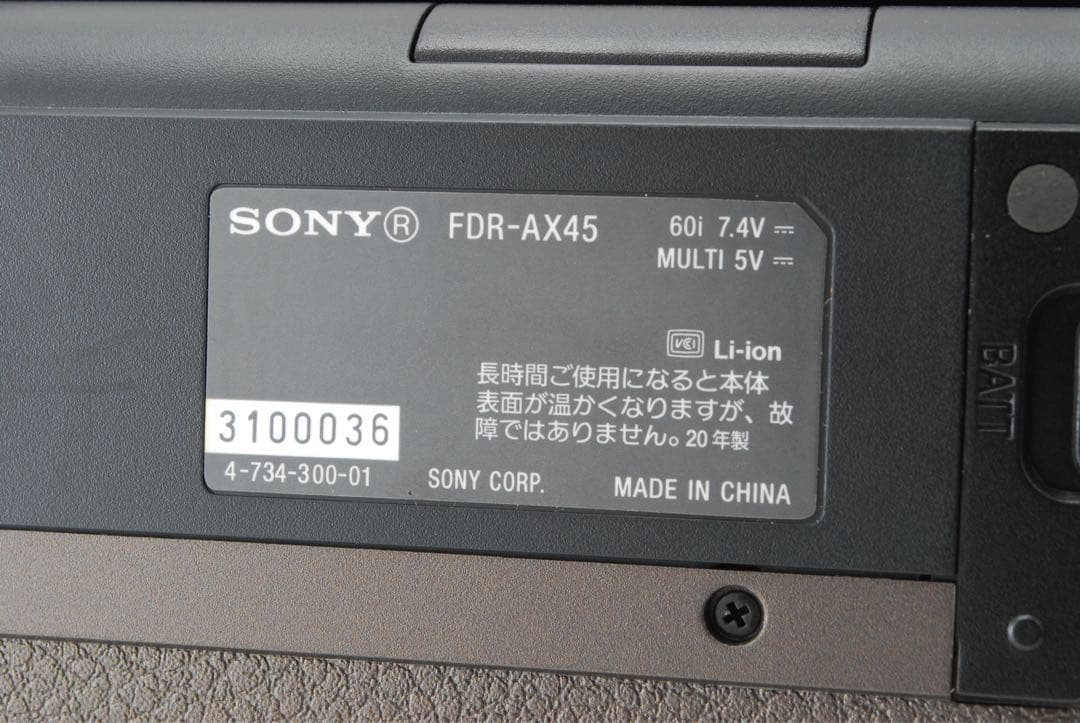 SONY® FDR-AX45 60i 7.4V ⎓
MULTI 5V ⎓
VCI Li-ion
長時間ご使用になると本体
表面が温かくなりますが、故
障ではありません。20年製
3100036
4-734-300-01 SONY CORP. MADE IN CHINA
BATT